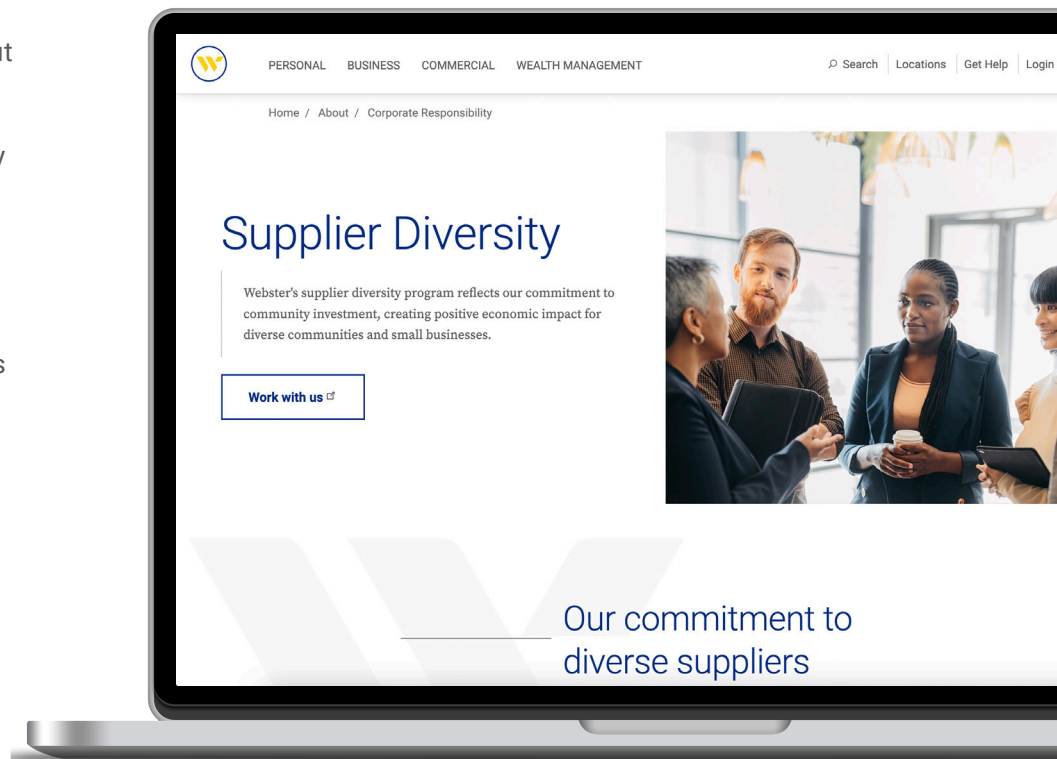 PERSONAL BUSINESS COMMERCIAL WEALTH MANAGEMENT Search Locations Get Help Login
Home / About / Corporate Responsibility
Supplier Diversity
Webster's supplier diversity program reflects our commitment to
community investment, creating positive economic impact for
diverse communities and small businesses.
Work with us
Our commitment to
diverse suppliers